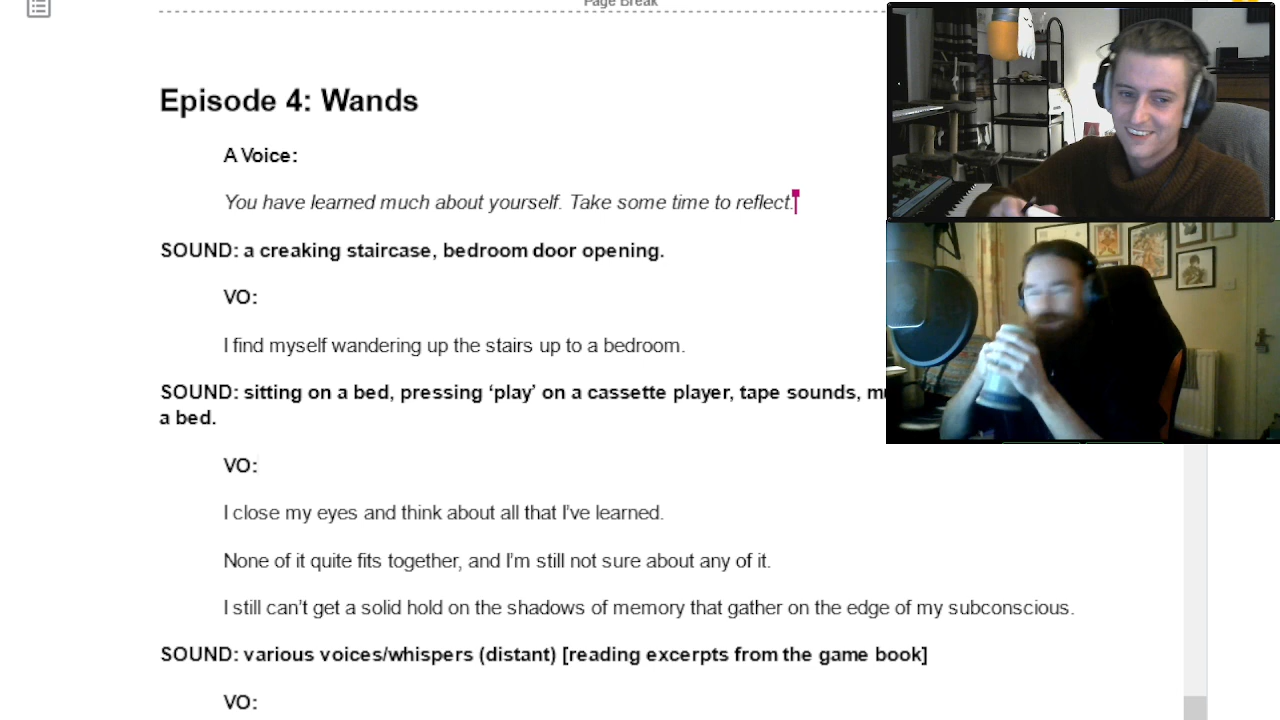 Page Break
Episode 4: Wands
A Voice:
You have learned much about yourself. Take some time to reflect.
SOUND: a creaking staircase, bedroom door opening.
VO:
I find myself wandering up the stairs up to a bedroom.
SOUND: sitting on a bed, pressing ‘play’ on a cassette player, tape sounds,
a bed.
VO:
I close my eyes and think about all that I’ve learned.
None of it quite fits together, and I’m still not sure about any of it.
I still can’t get a solid hold on the shadows of memory that gather on the edge of my subconscious.
SOUND: various voices/whispers (distant) [reading excerpts from the game book]
VO: